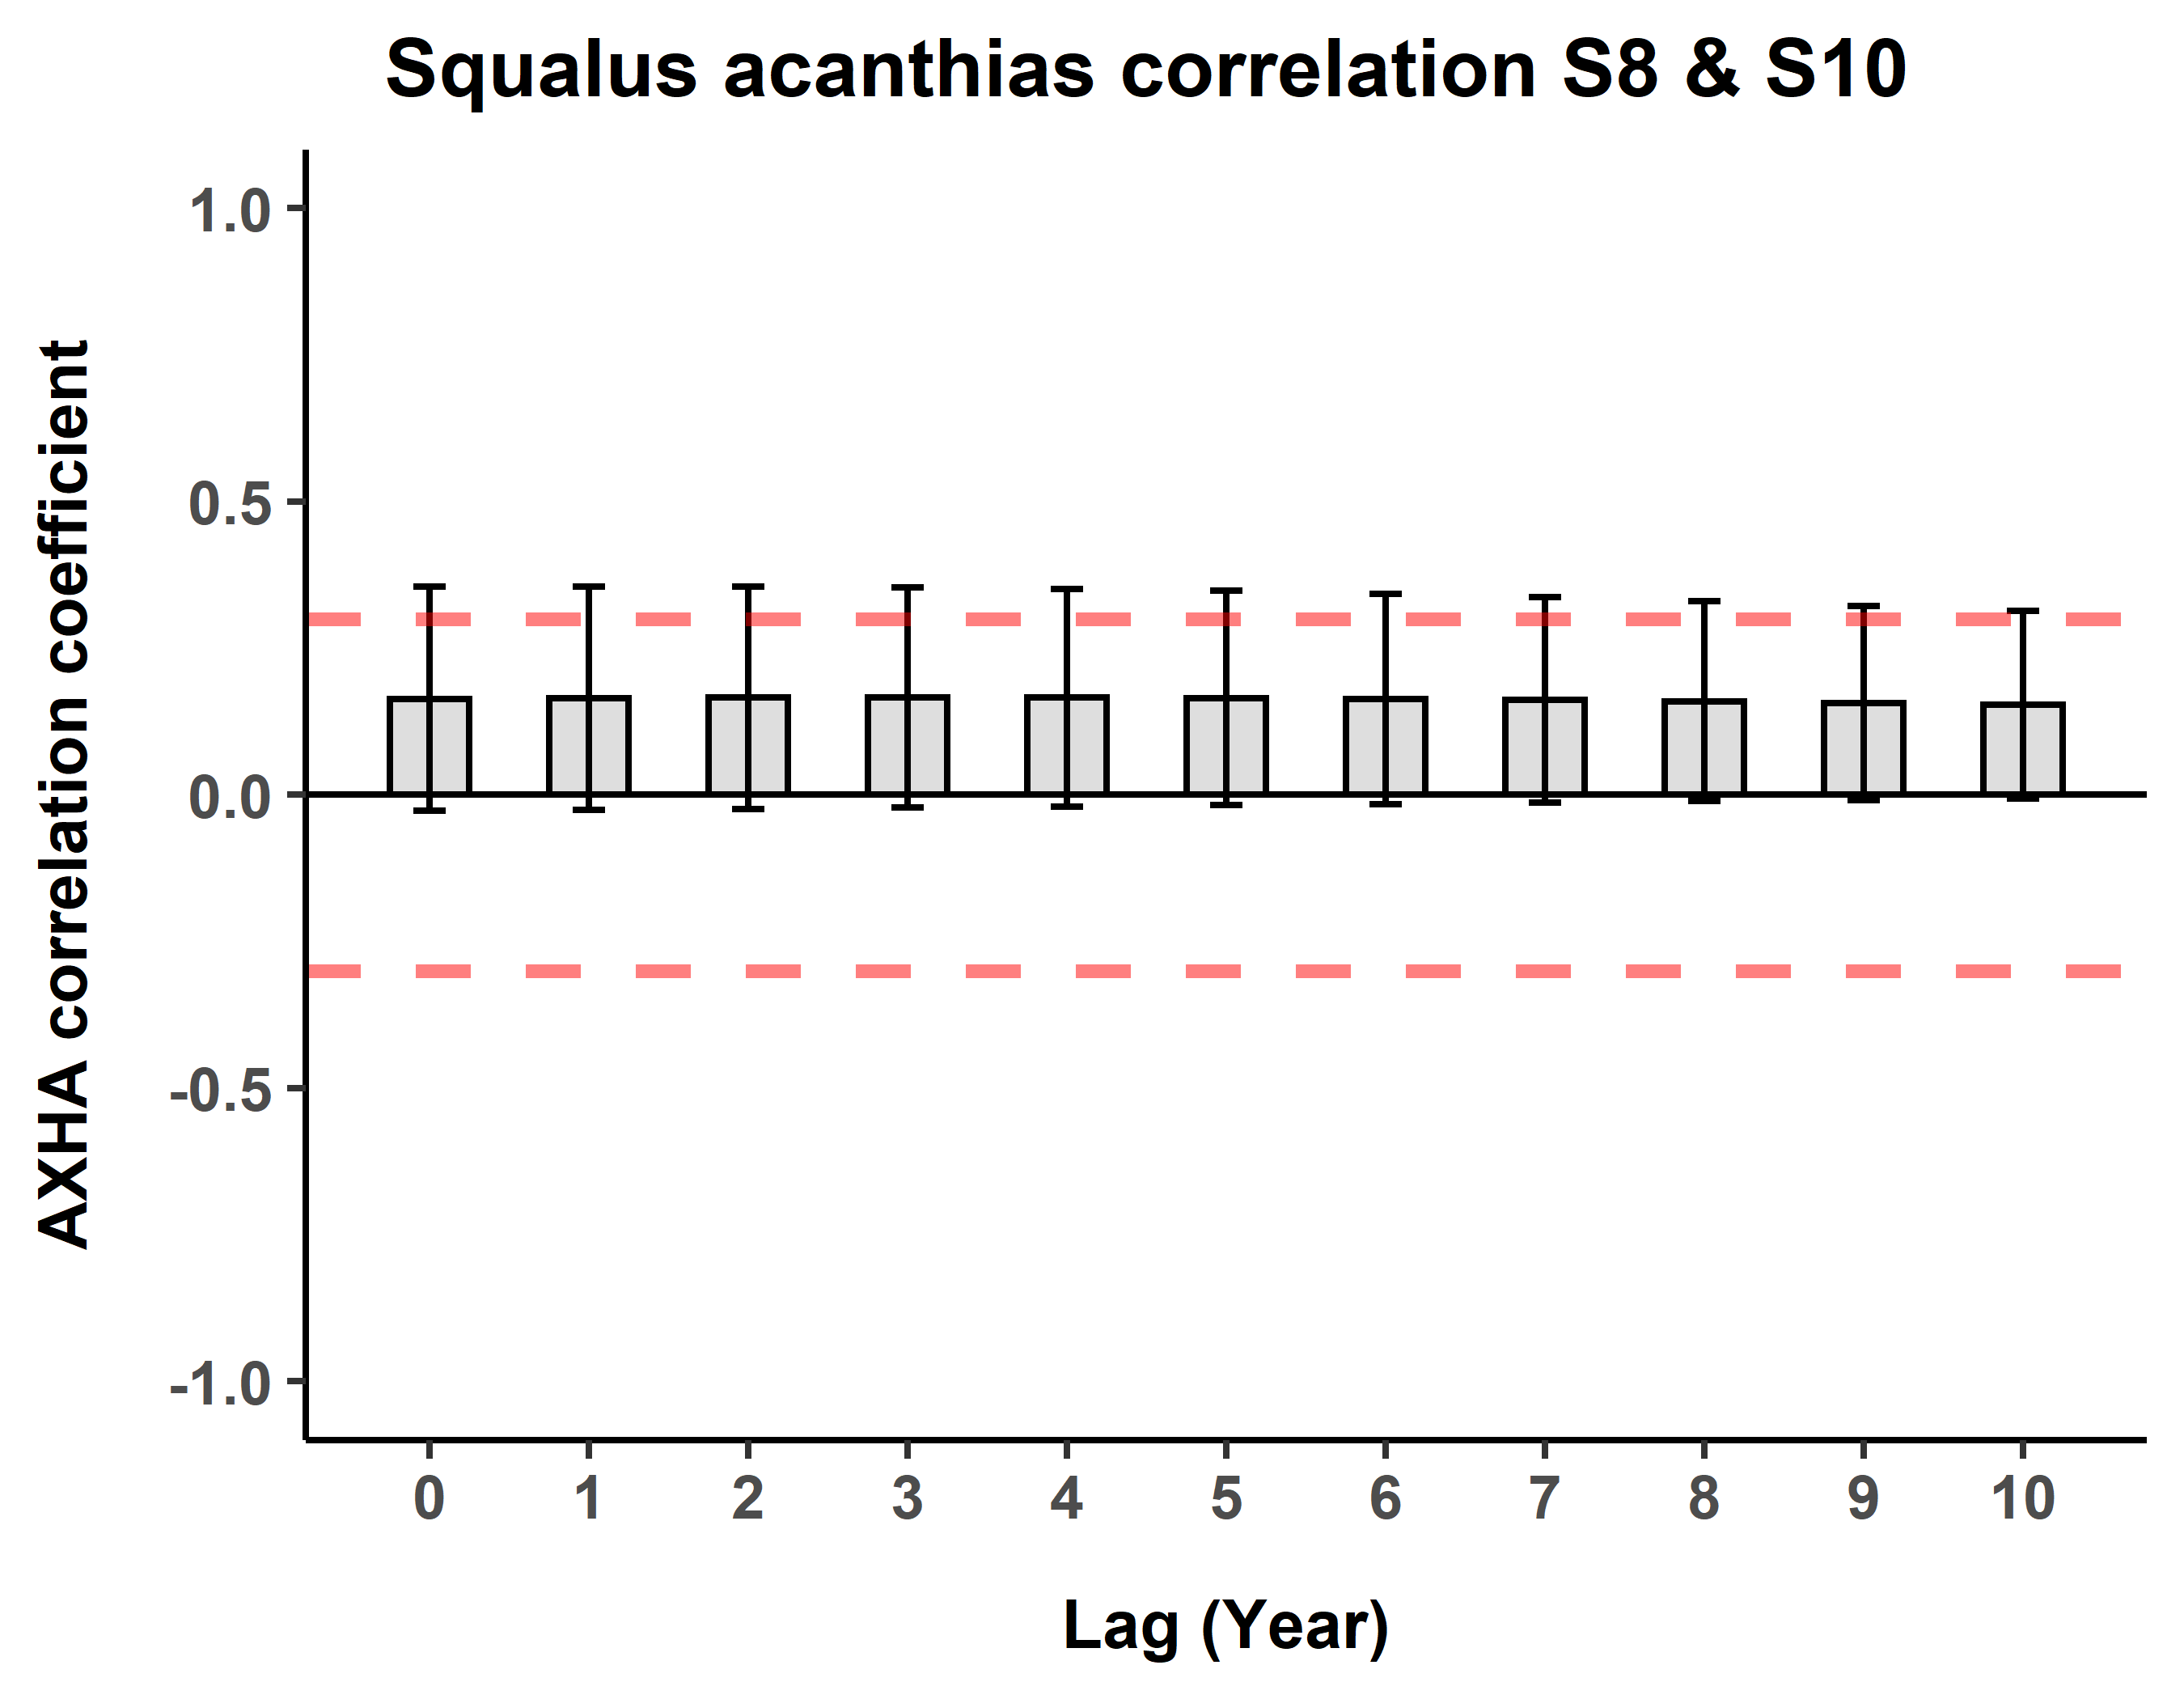 Squalus acanthias correlation S8 & S10
AXHA correlation coefficient
1.0
0.5
0.0
-0.5
-1.0
0 1 2 3 4 5 6 7 8 9 10
Lag (Year)